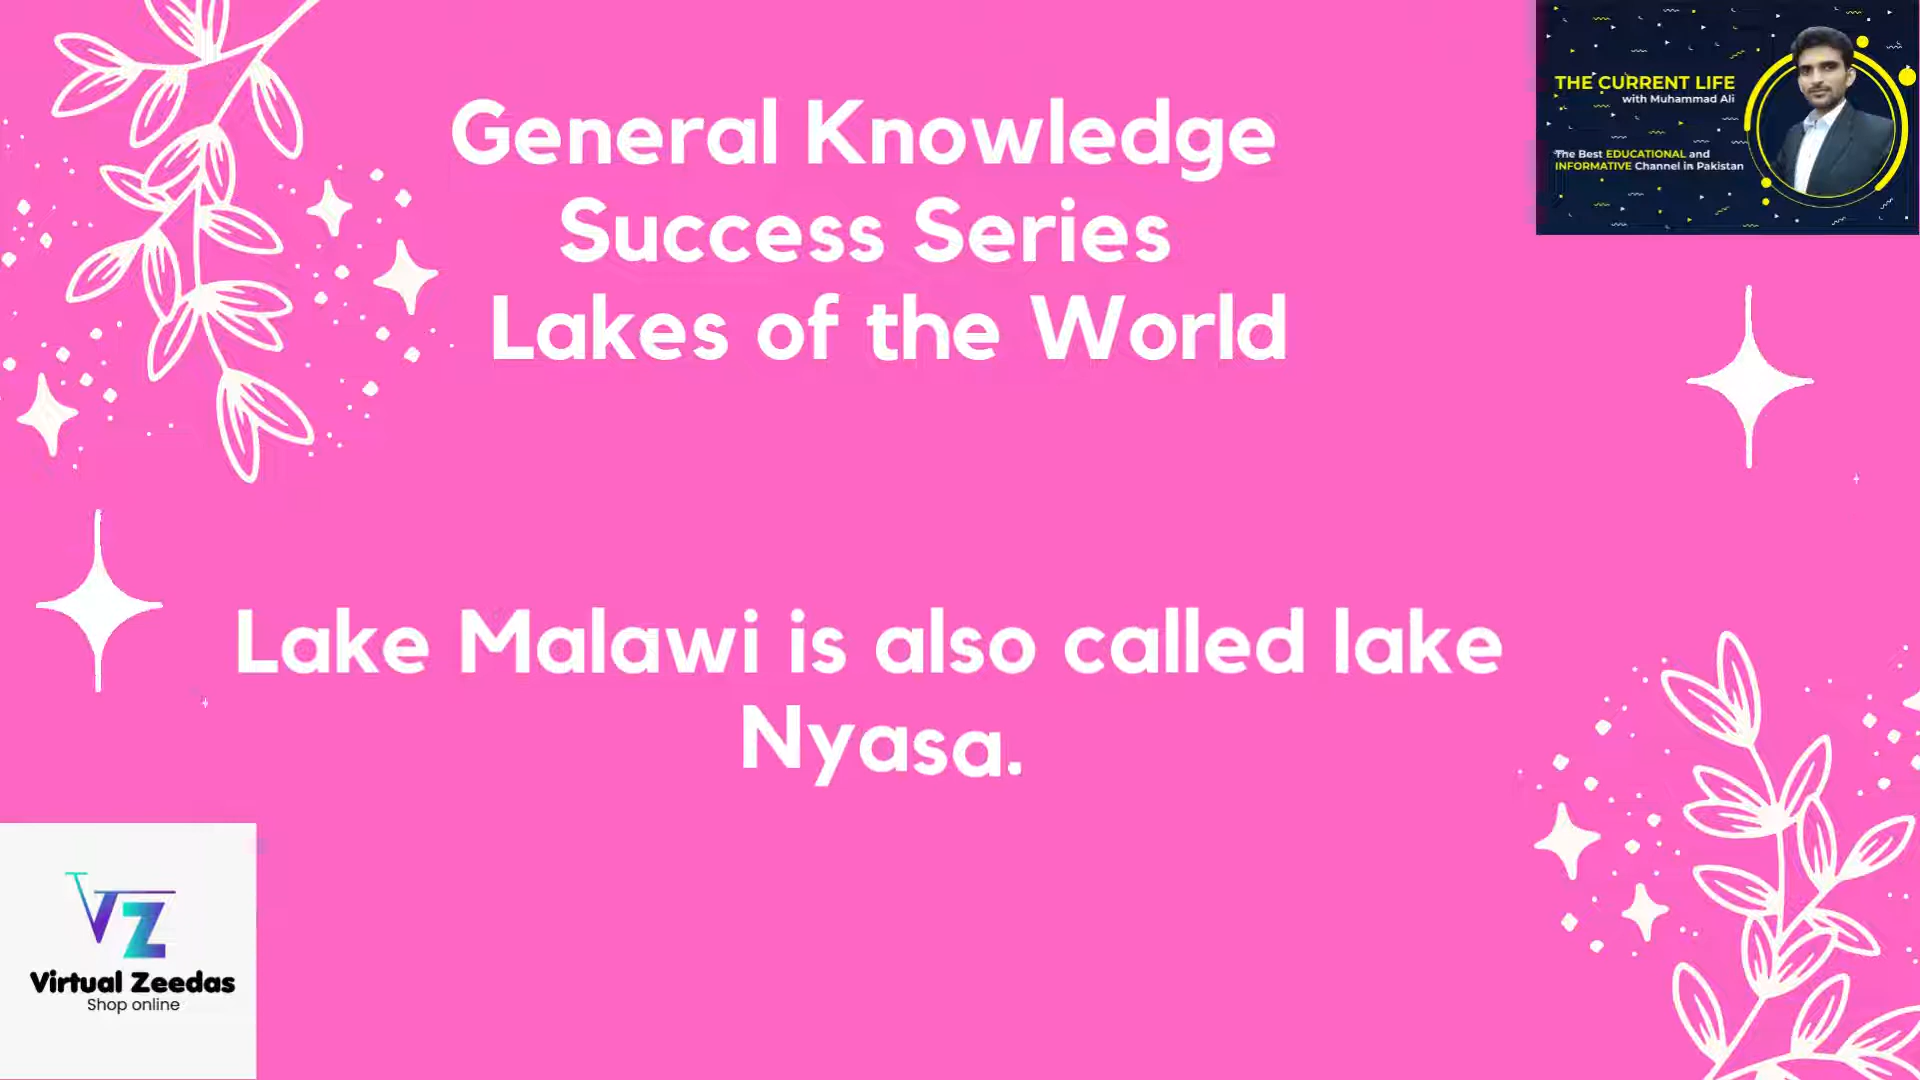 General Knowledge
Success Series
Lakes of the World
THE CURRENT LIFE
with Muhammad Ali
The Best EDUCATIONAL and
INFORMATIVE Channel in Pakistan
Lake Malawi is also called lake
Nyasa.
VZ
Virtual Zeedas
Shop online